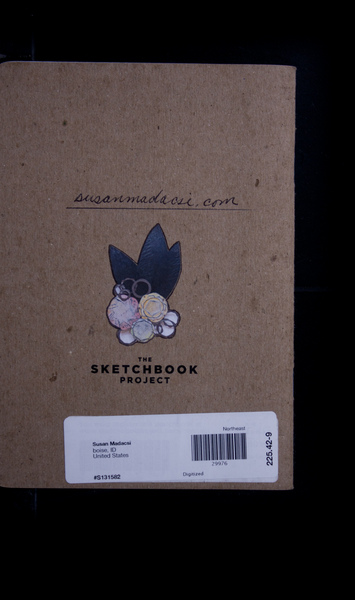 susanmadacsi.com
THE
SKETCHBOOK
PROJECT
Northeast
Susan Madacsi
boise, ID
United States
79976
225.42-9
#S131582
Digitized